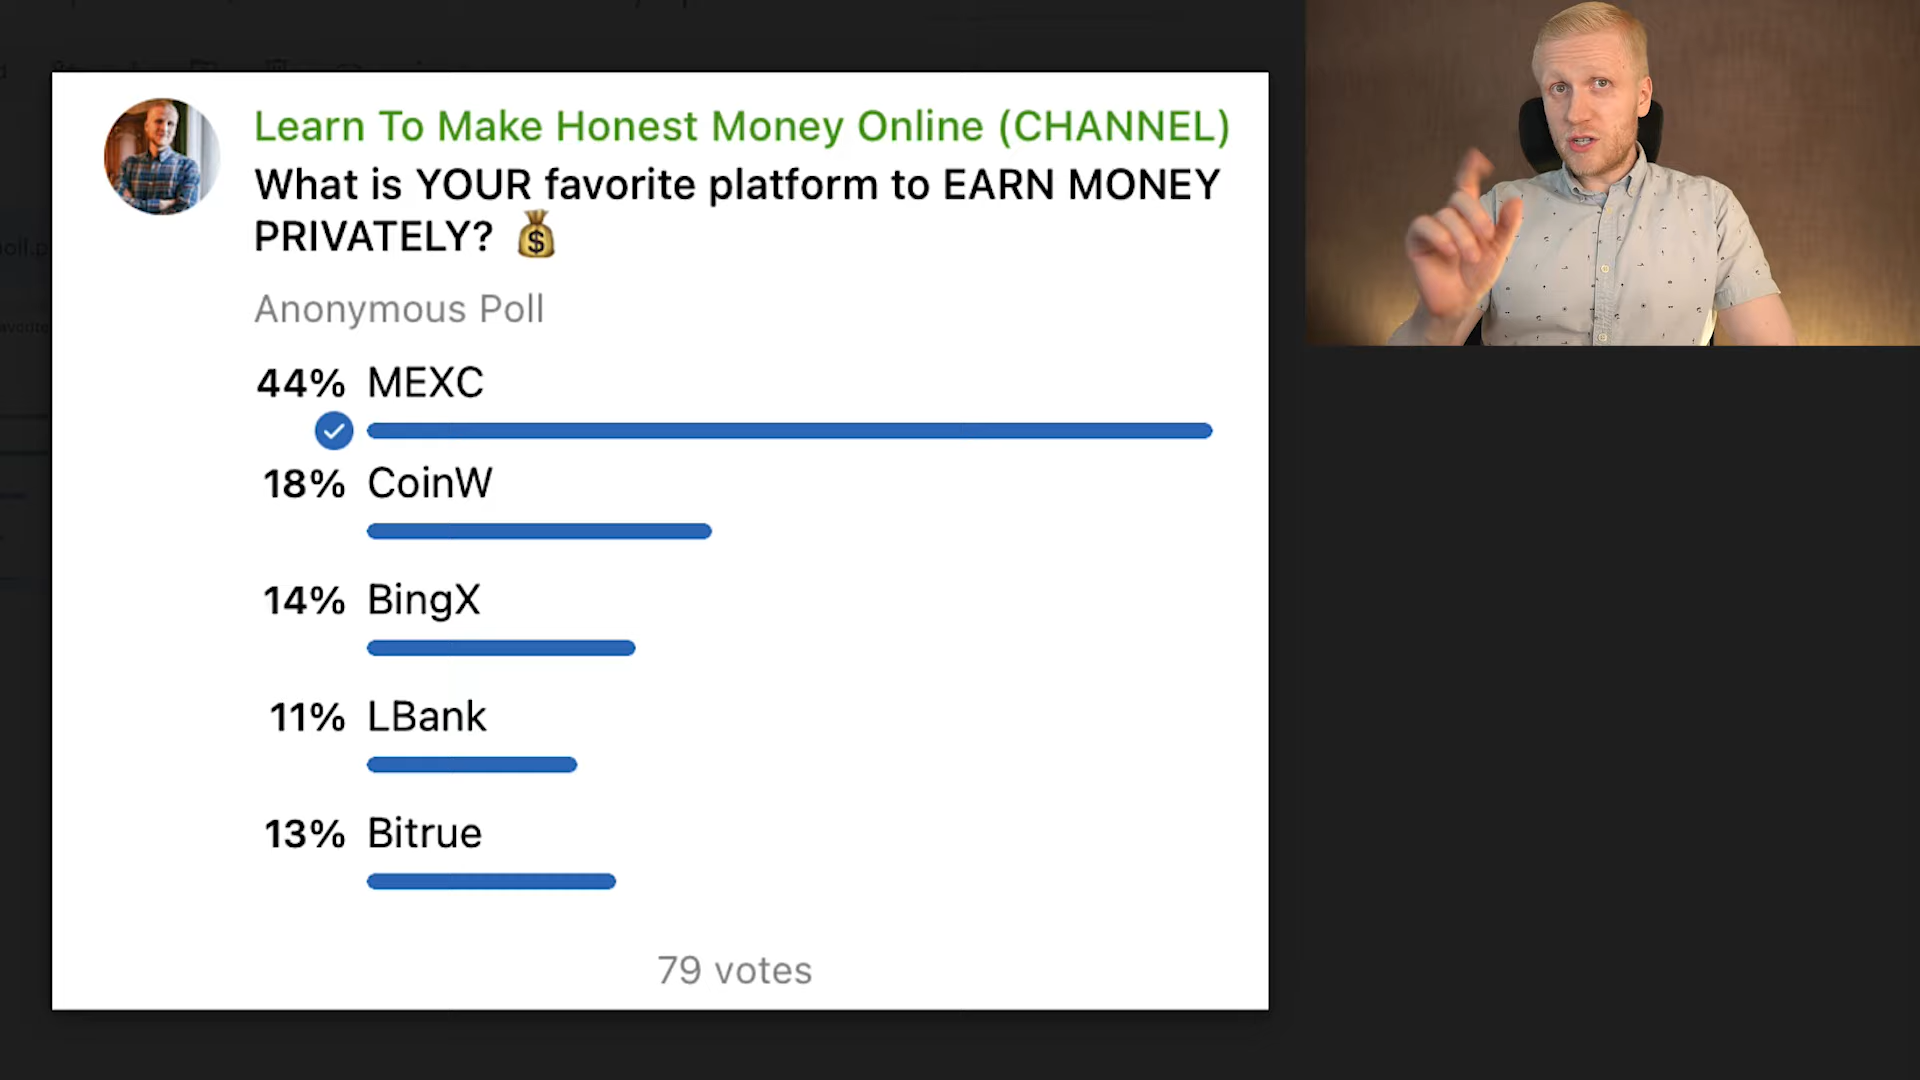 Learn To Make Honest Money Online (CHANNEL)
What is YOUR favorite platform to EARN MONEY
PRIVATELY? 💰
Anonymous Poll
44% MEXC
18% CoinW
14% BingX
11% LBank
13% Bitrue
79 votes